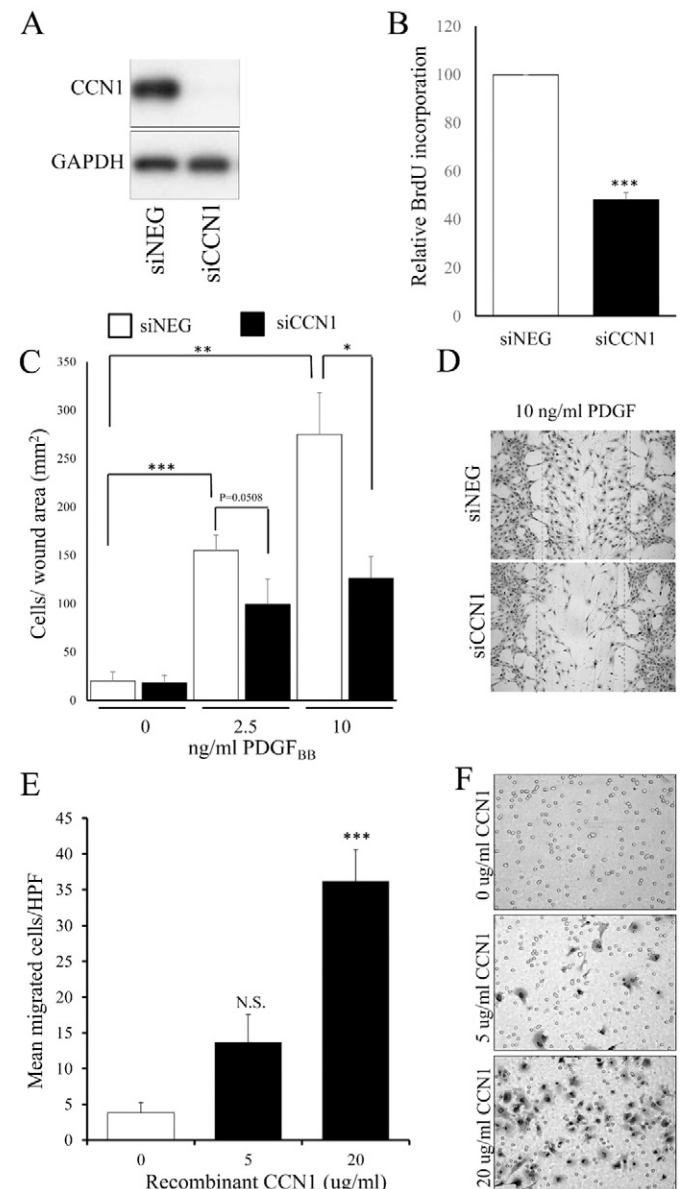 A
CCN1
GAPDH
siNEG
siCCN1
B
Relative BrdU incorporation
120
100
80
60
40
20
0
***
siNEG
siCCN1
siNEG
siCCN1
C
Cells/ wound area (mm²)
350
300
250
200
150
100
50
0
**
*
***
P=0.0508
0
2.5
10
ng/ml PDGF_BB
D
10 ng/ml PDGF
siNEG
siCCN1
E
Mean migrated cells/HPF
45
40
35
30
25
20
15
10
5
0
N.S.
***
0
5
20
Recombinant CCN1 (ug/ml)
F
0 ug/ml CCN1
5 ug/ml CCN1
20 ug/ml CCN1